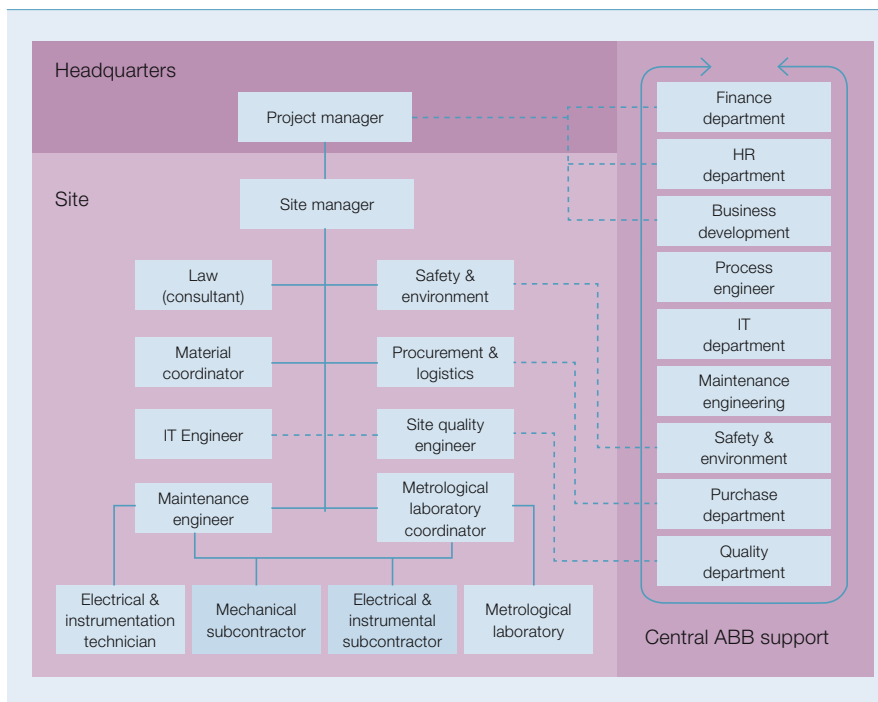 Headquarters
Project manager
Site
Site manager
Law
(consultant)
Safety &
environment
Material
coordinator
Procurement &
logistics
IT Engineer
Site quality
engineer
Maintenance
engineer
Metrological
laboratory
coordinator
Electrical &
instrumentation
technician
Mechanical
subcontractor
Electrical &
instrumental
subcontractor
Metrological
laboratory
Finance
department
HR
department
Business
development
Process
engineer
IT
department
Maintenance
engineering
Safety &
environment
Purchase
department
Quality
department
Central ABB support